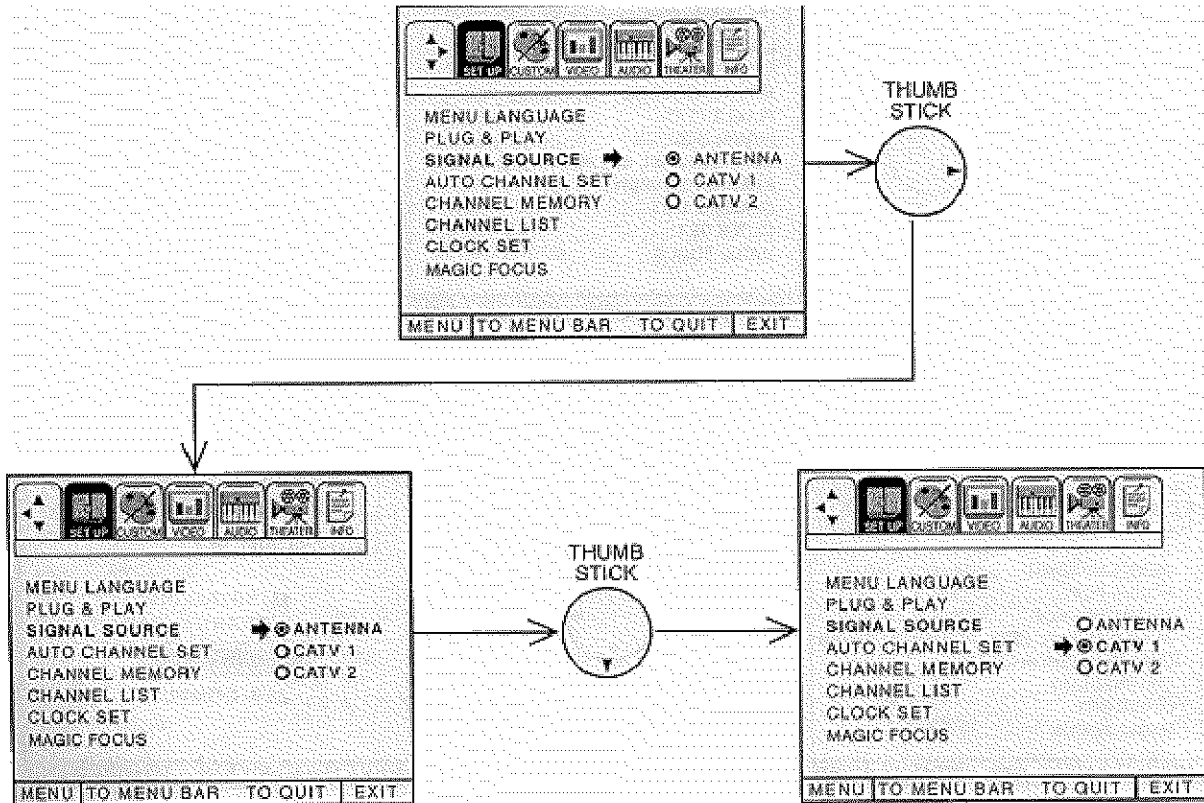 SET UP CUSTOM VIDEO AUDIO THEATER INFO
MENU LANGUAGE
PLUG & PLAY
SIGNAL SOURCE ANTENNA
AUTO CHANNEL SET CATV 1
CHANNEL MEMORY CATV 2
CHANNEL LIST
CLOCK SET
MAGIC FOCUS
MENU TO MENU BAR TO QUIT EXIT
THUMB
STICK
SET UP CUSTOM VIDEO AUDIO THEATER INFO
MENU LANGUAGE
PLUG & PLAY
SIGNAL SOURCE ANTENNA
AUTO CHANNEL SET CATV 1
CHANNEL MEMORY CATV 2
CHANNEL LIST
CLOCK SET
MAGIC FOCUS
MENU TO MENU BAR TO QUIT EXIT
THUMB
STICK
SET UP CUSTOM VIDEO AUDIO THEATER INFO
MENU LANGUAGE
PLUG & PLAY
SIGNAL SOURCE ANTENNA
AUTO CHANNEL SET CATV 1
CHANNEL MEMORY CATV 2
CHANNEL LIST
CLOCK SET
MAGIC FOCUS
MENU TO MENU BAR TO QUIT EXIT